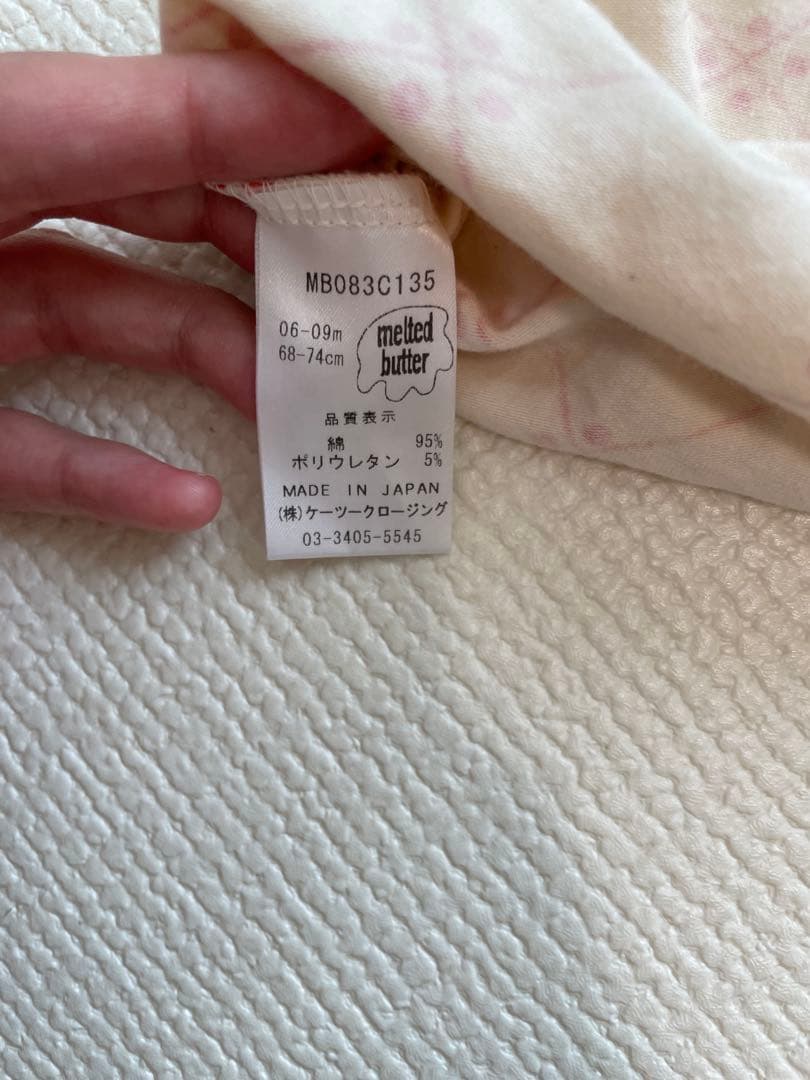 MB083C135
06-09m
68-74cm
melted
butter
品質表示
綿 95%
ポリウレタン 5%
MADE IN JAPAN
(株)ケーツークロージング
03-3405-5545